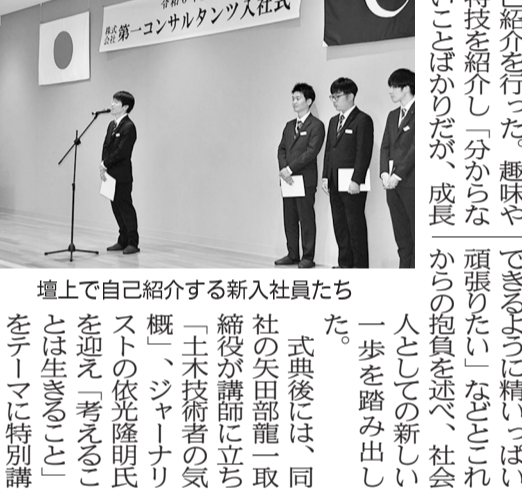 株式会社 第一コンサルタンツ入社式
己紹介を行った。趣味や
特技を紹介し「分からな
いことばかりだが、成長
できるように精いっぱい
頑張りたい」などとこれ
からの抱負を述べ、社会
人としての新しい
一歩を踏み出し
た。
式典後には、同
社の矢田部龍一取
締役が講師に立ち
「土木技術者の気
概」、ジャーナリ
ストの依光隆明氏
を迎え「考えるこ
とは生きること」
をテーマに特別講
壇上で自己紹介する新入社員たち